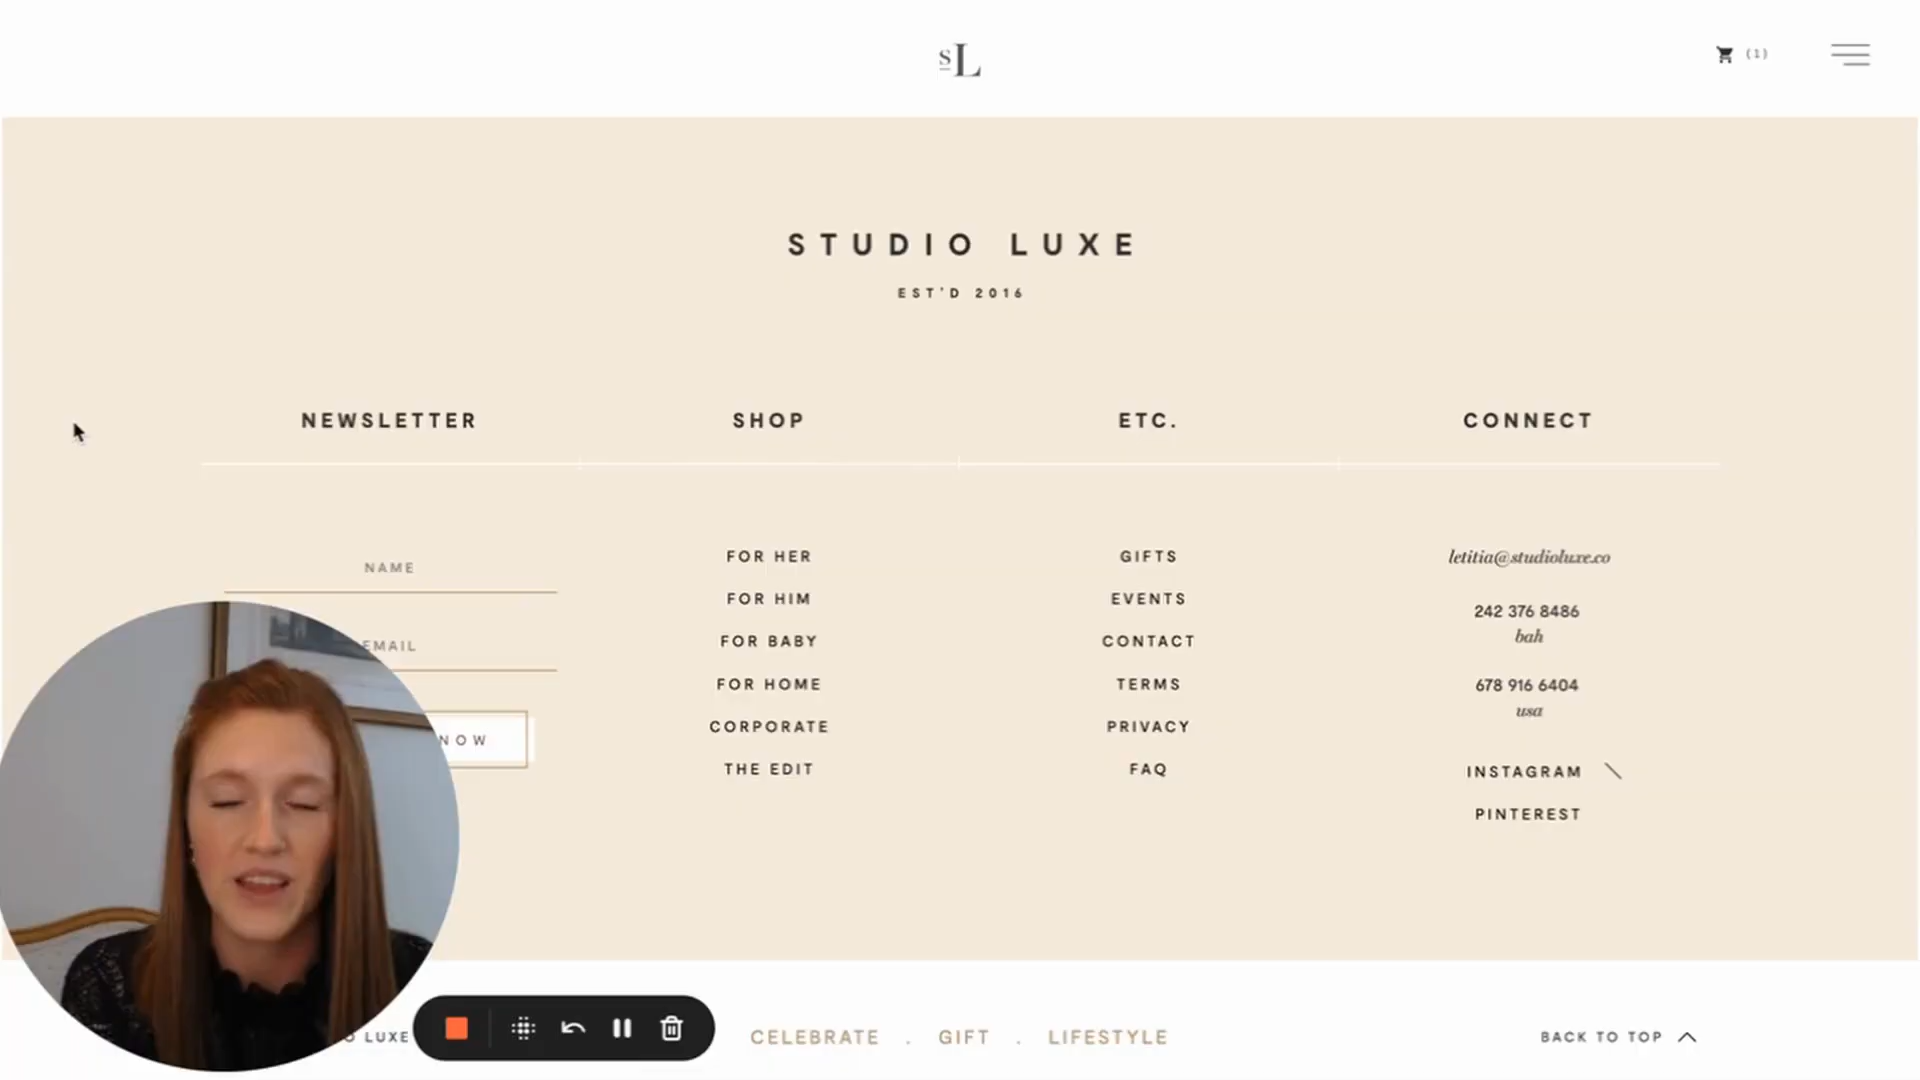 sL
(1)
STUDIO LUXE
EST'D 2016
NEWSLETTER
NAME
EMAIL
NOW
SHOP
FOR HER
FOR HIM
FOR BABY
FOR HOME
CORPORATE
THE EDIT
ETC.
GIFTS
EVENTS
CONTACT
TERMS
PRIVACY
FAQ
CONNECT
letitia@studioluxe.co
242 376 8486
bah
678 916 6404
usa
INSTAGRAM
PINTEREST
LUXE
CELEBRATE . GIFT . LIFESTYLE
BACK TO TOP